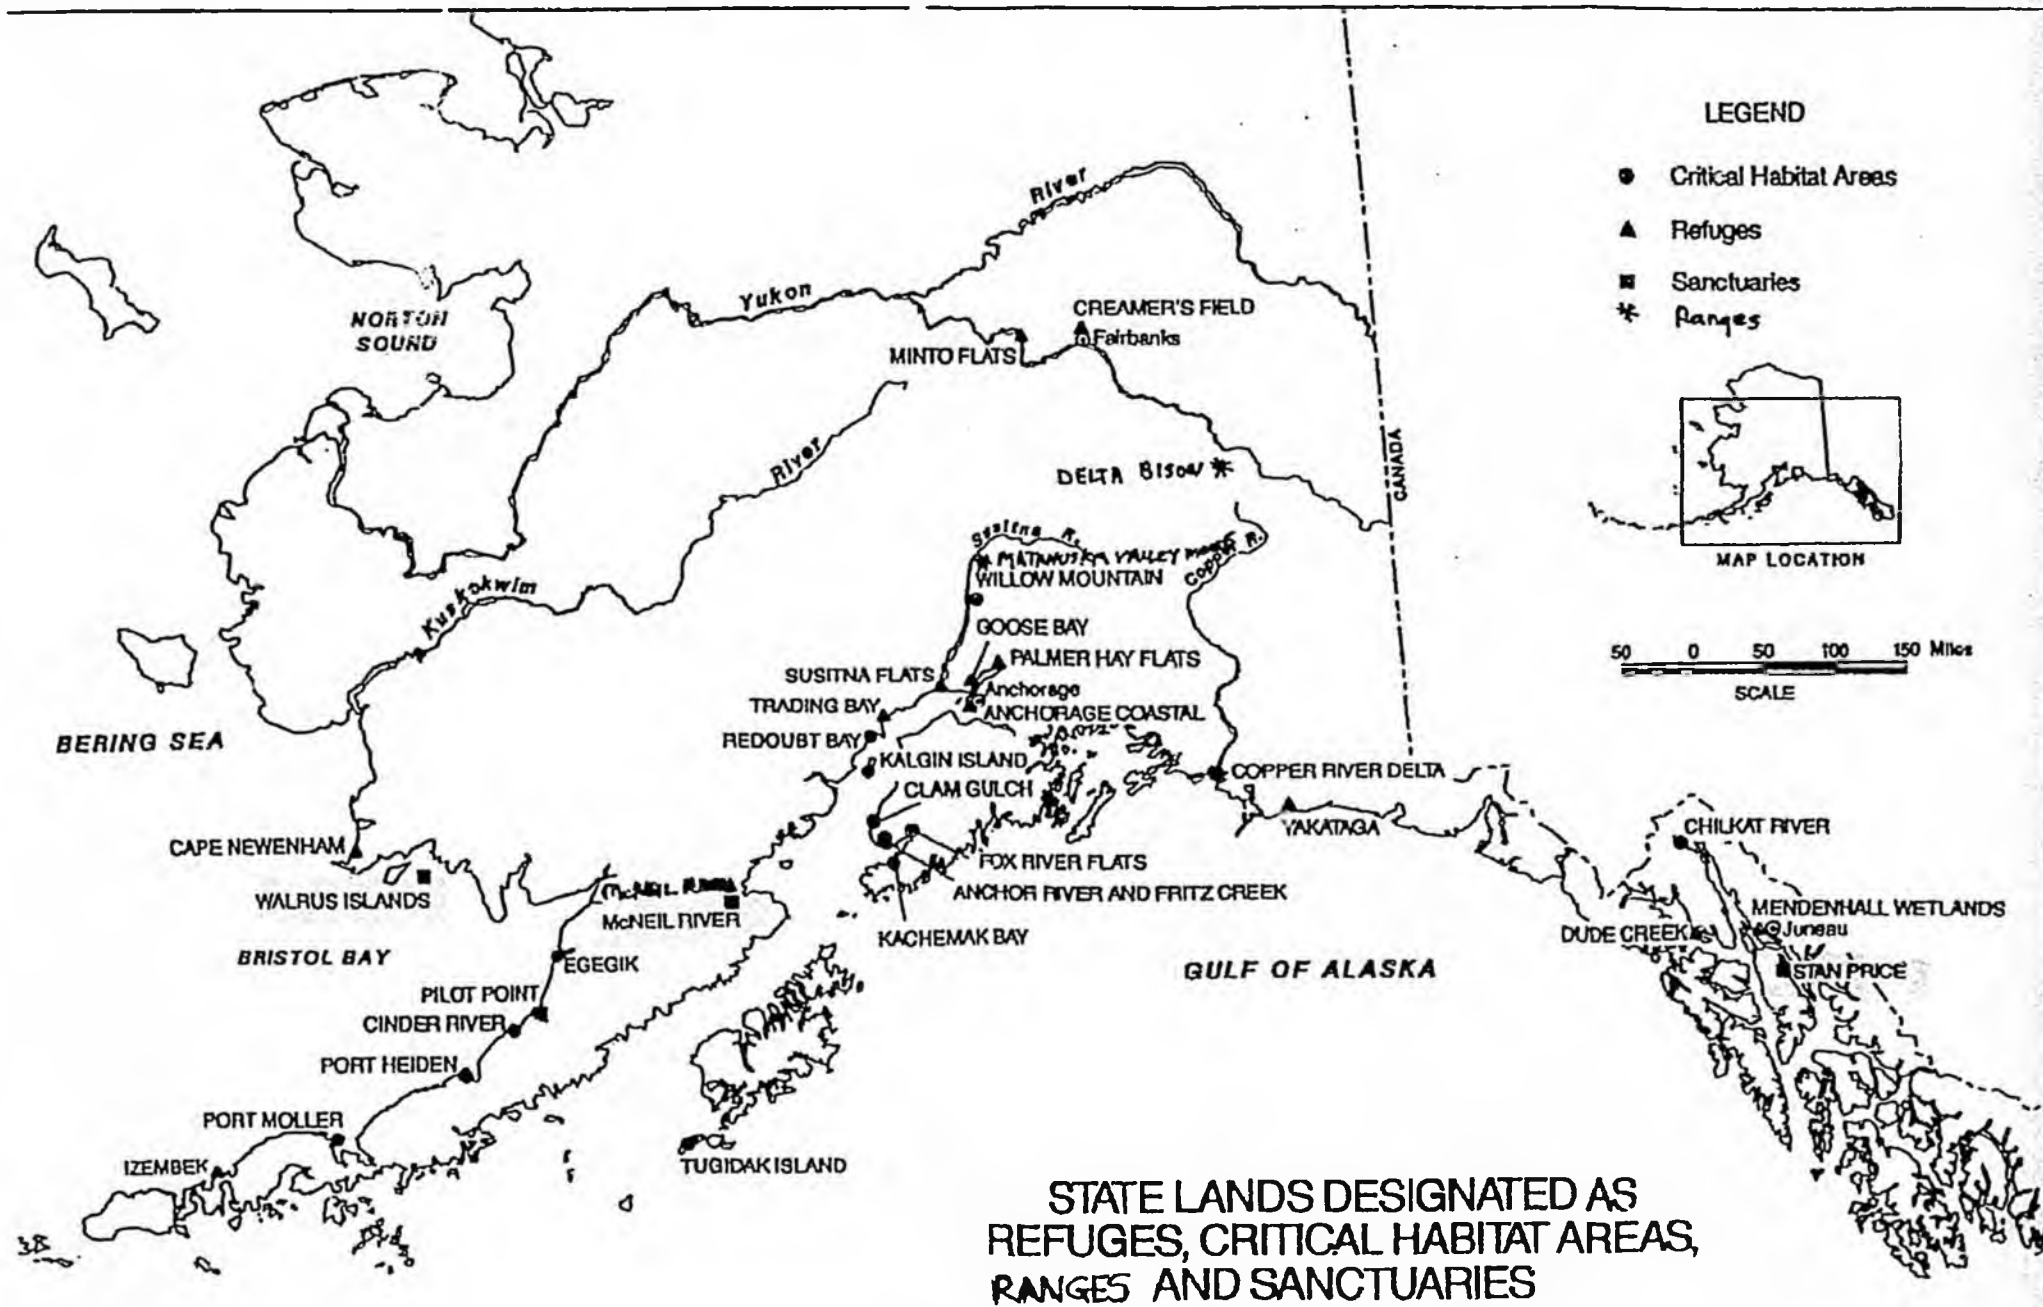 LEGEND
Critical Habitat Areas
Refuges
Sanctuaries
Ranges
River
Yukon
NORTON
SOUND
CREAMER'S FIELD
Fairbanks
MINTO FLATS
River
DELTA BISON
CANADA
MAP LOCATION
Susitna R.
MATANUSKA VALLEY MOOSE
Copper R.
WILLOW MOUNTAIN
Kuskokwim
GOOSE BAY
PALMER HAY FLATS
SUSITNA FLATS
Anchorage
TRADING BAY
ANCHORAGE COASTAL
REDOUBT BAY
50 0 50 100 150 Miles
SCALE
BERING SEA
KALGIN ISLAND
COPPER RIVER DELTA
CLAM GULCH
YAKATAGA
CHILKAT RIVER
CAPE NEWENHAM
FOX RIVER FLATS
WALRUS ISLANDS
McNEIL RIVER
ANCHOR RIVER AND FRITZ CREEK
McNEIL RIVER
MENDENHALL WETLANDS
DUDE CREEK
Juneau
KACHEMAK BAY
BRISTOL BAY
EGEGIK
GULF OF ALASKA
STAN PRICE
PILOT POINT
CINDER RIVER
PORT HEIDEN
PORT MOLLER
IZEMBEK
TUGIDAK ISLAND
STATE LANDS DESIGNATED AS
REFUGES, CRITICAL HABITAT AREAS,
RANGES AND SANCTUARIES